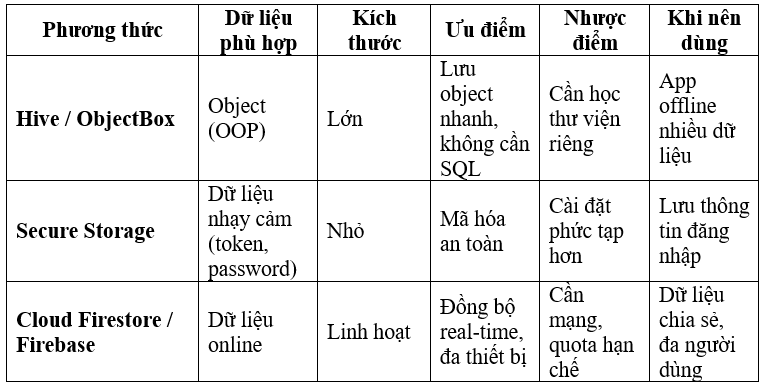 Phương thức
Dữ liệu
phù hợp
Kích
thước
Ưu điểm
Nhược
điểm
Khi nên
dùng
Hive / ObjectBox
Object
(OOP)
Lớn
Lưu
object
nhanh,
không cần
SQL
Cần học
thư viện
riêng
App
offline
nhiều dữ
liệu
Secure Storage
Dữ liệu
nhạy cảm
(token,
password)
Nhỏ
Mã hóa
an toàn
Cài đặt
phức tạp
hơn
Lưu thông
tin đăng
nhập
Cloud Firestore /
Firebase
Dữ liệu
online
Linh hoạt
Đồng bộ
real-time,
đa thiết bị
Cần
mạng,
quota hạn
chế
Dữ liệu
chia sẻ,
đa người
dùng